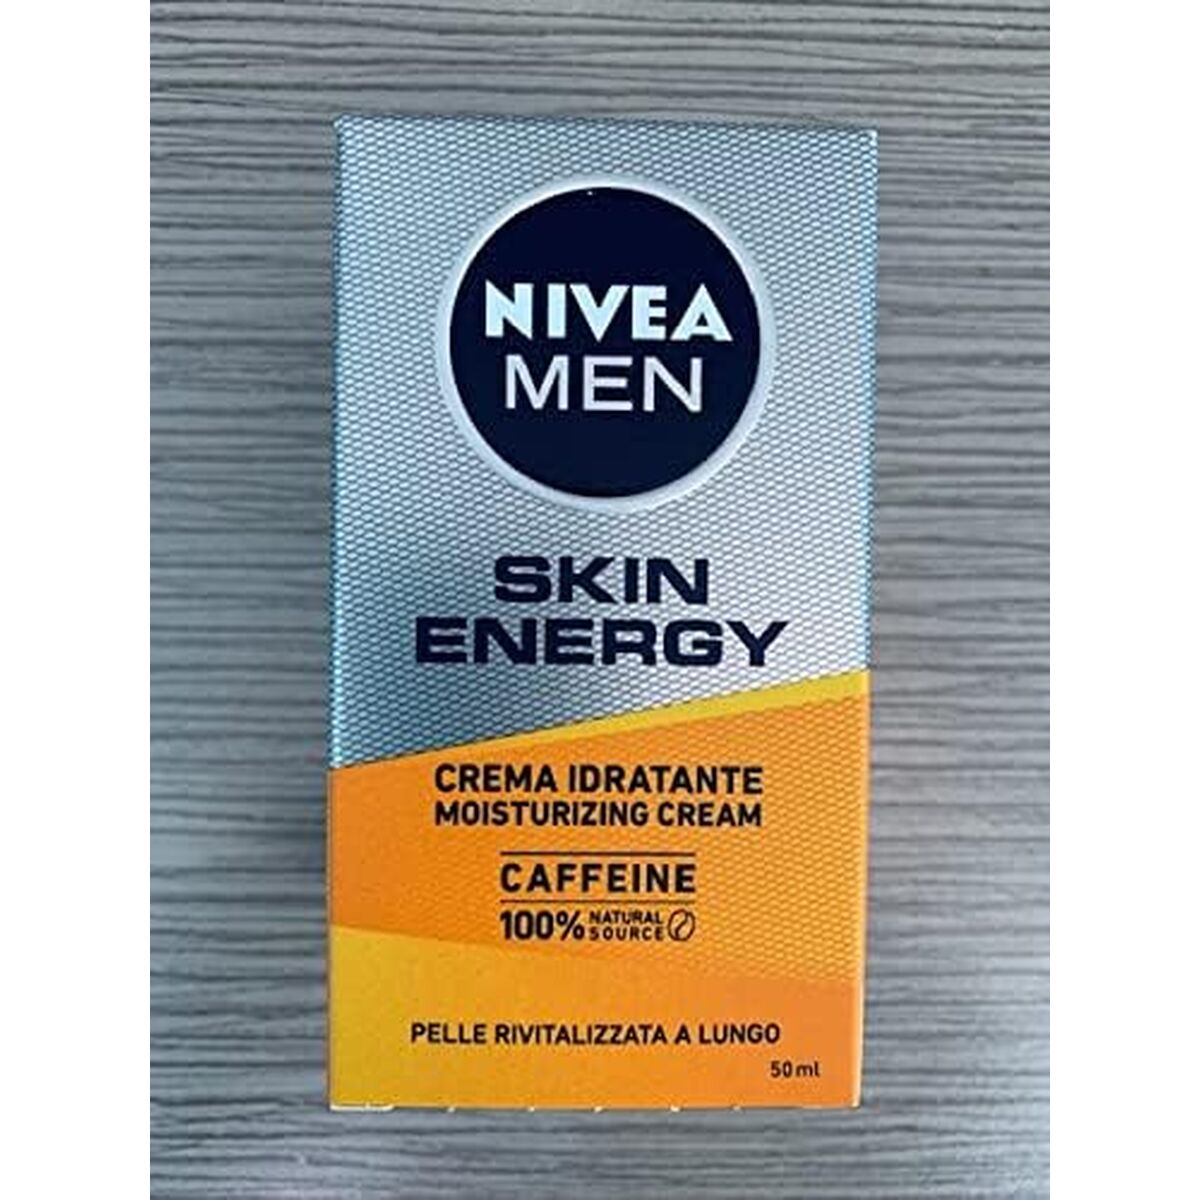 NIVEA
MEN
SKIN
ENERGY
CREMA IDRATANTE
MOISTURIZING CREAM
CAFFEINE
100% NATURAL
SOURCE
PELLE RIVITALIZZATA A LUNGO
50 ml